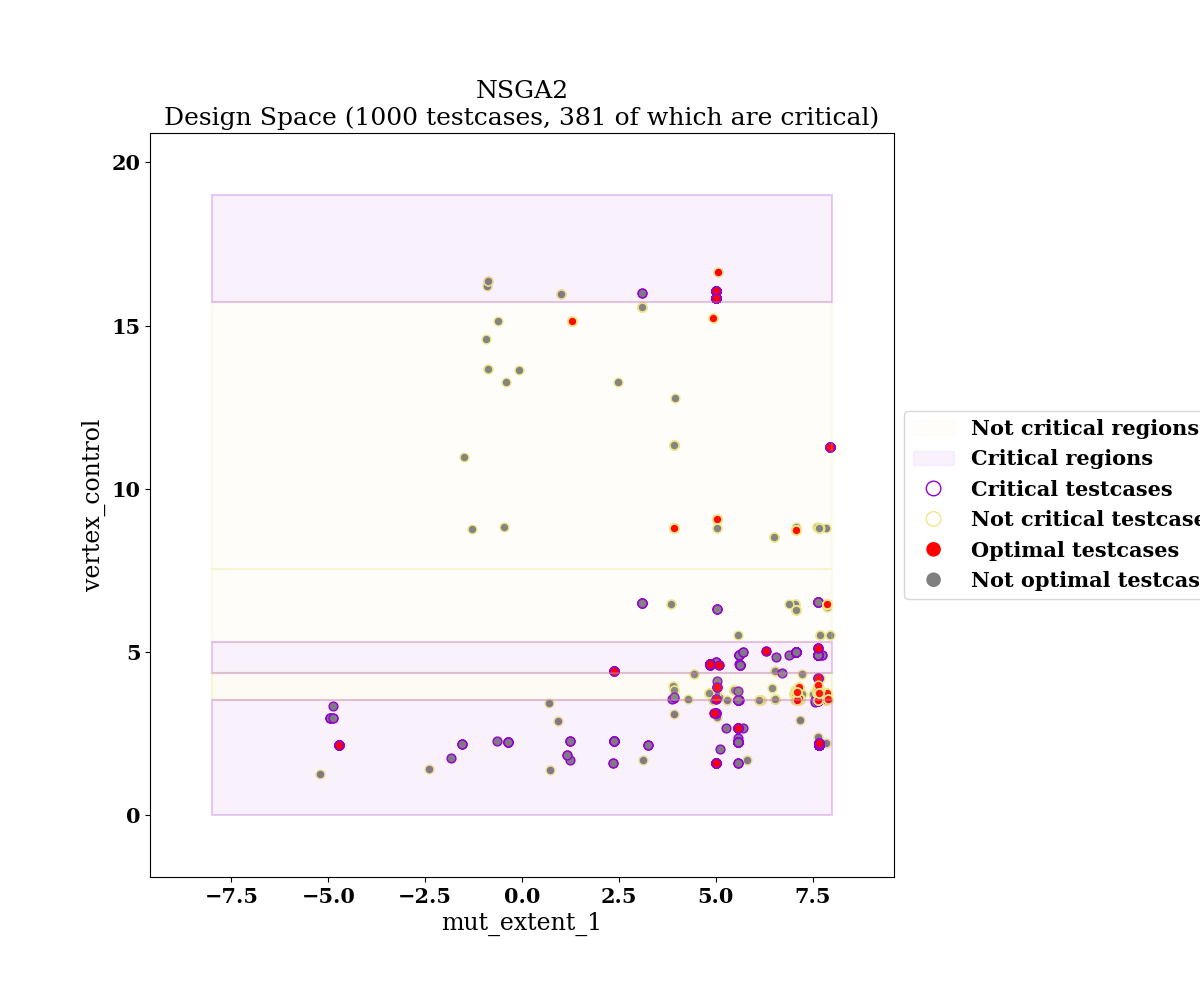 NSGA2
Design Space (1000 testcases, 381 of which are critical)
20
15
10
5
0
vertex_control
−7.5 −5.0 −2.5 0.0 2.5 5.0 7.5
mut_extent_1
Not critical regions
Critical regions
Critical testcases
Not critical testcase
Optimal testcases
Not optimal testcas